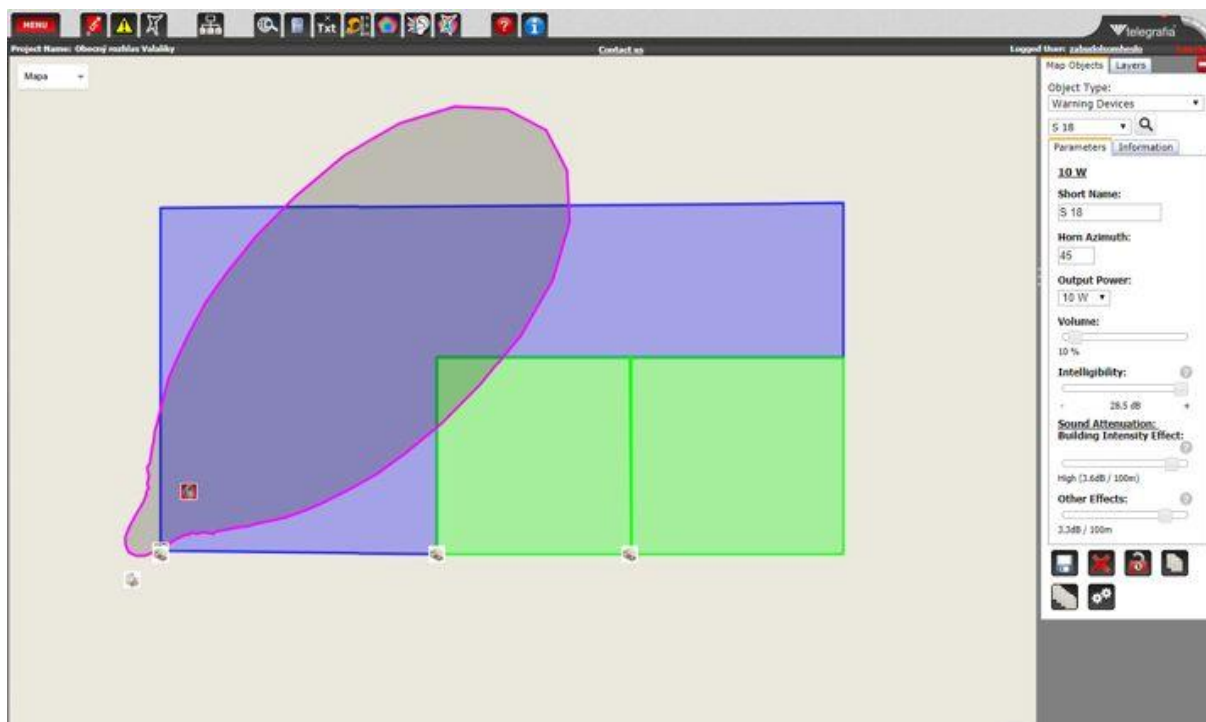 MENU
Txt
telegrafia
Project Name: Obecný rozhlas Valaliky
Contact us
Logged User: zabudolsomheslo
Mapa
Map Objects
Layers
Object Type:
Warning Devices
S 18
Parameters
Information
10 W
Short Name:
S 18
Horn Azimuth:
45
Output Power:
10 W
Volume:
10 %
Intelligibility:
- 28.5 dB +
Sound Attenuation:
Building Intensity Effect:
High (3.6dB / 100m)
Other Effects:
3.3dB / 100m